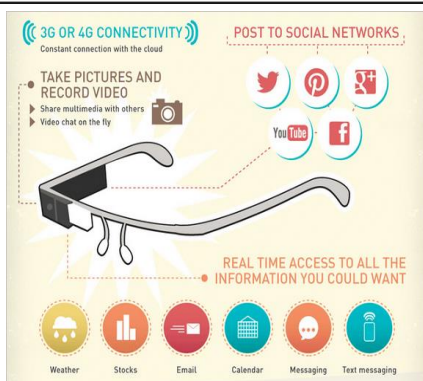 3G OR 4G CONNECTIVITY
Constant connection with the cloud
POST TO SOCIAL NETWORKS
TAKE PICTURES AND
RECORD VIDEO
Share multimedia with others
Video chat on the fly
g+
You Tube
f
REAL TIME ACCESS TO ALL THE
INFORMATION YOU COULD WANT
Weather Stocks Email Calendar Messaging Text messaging